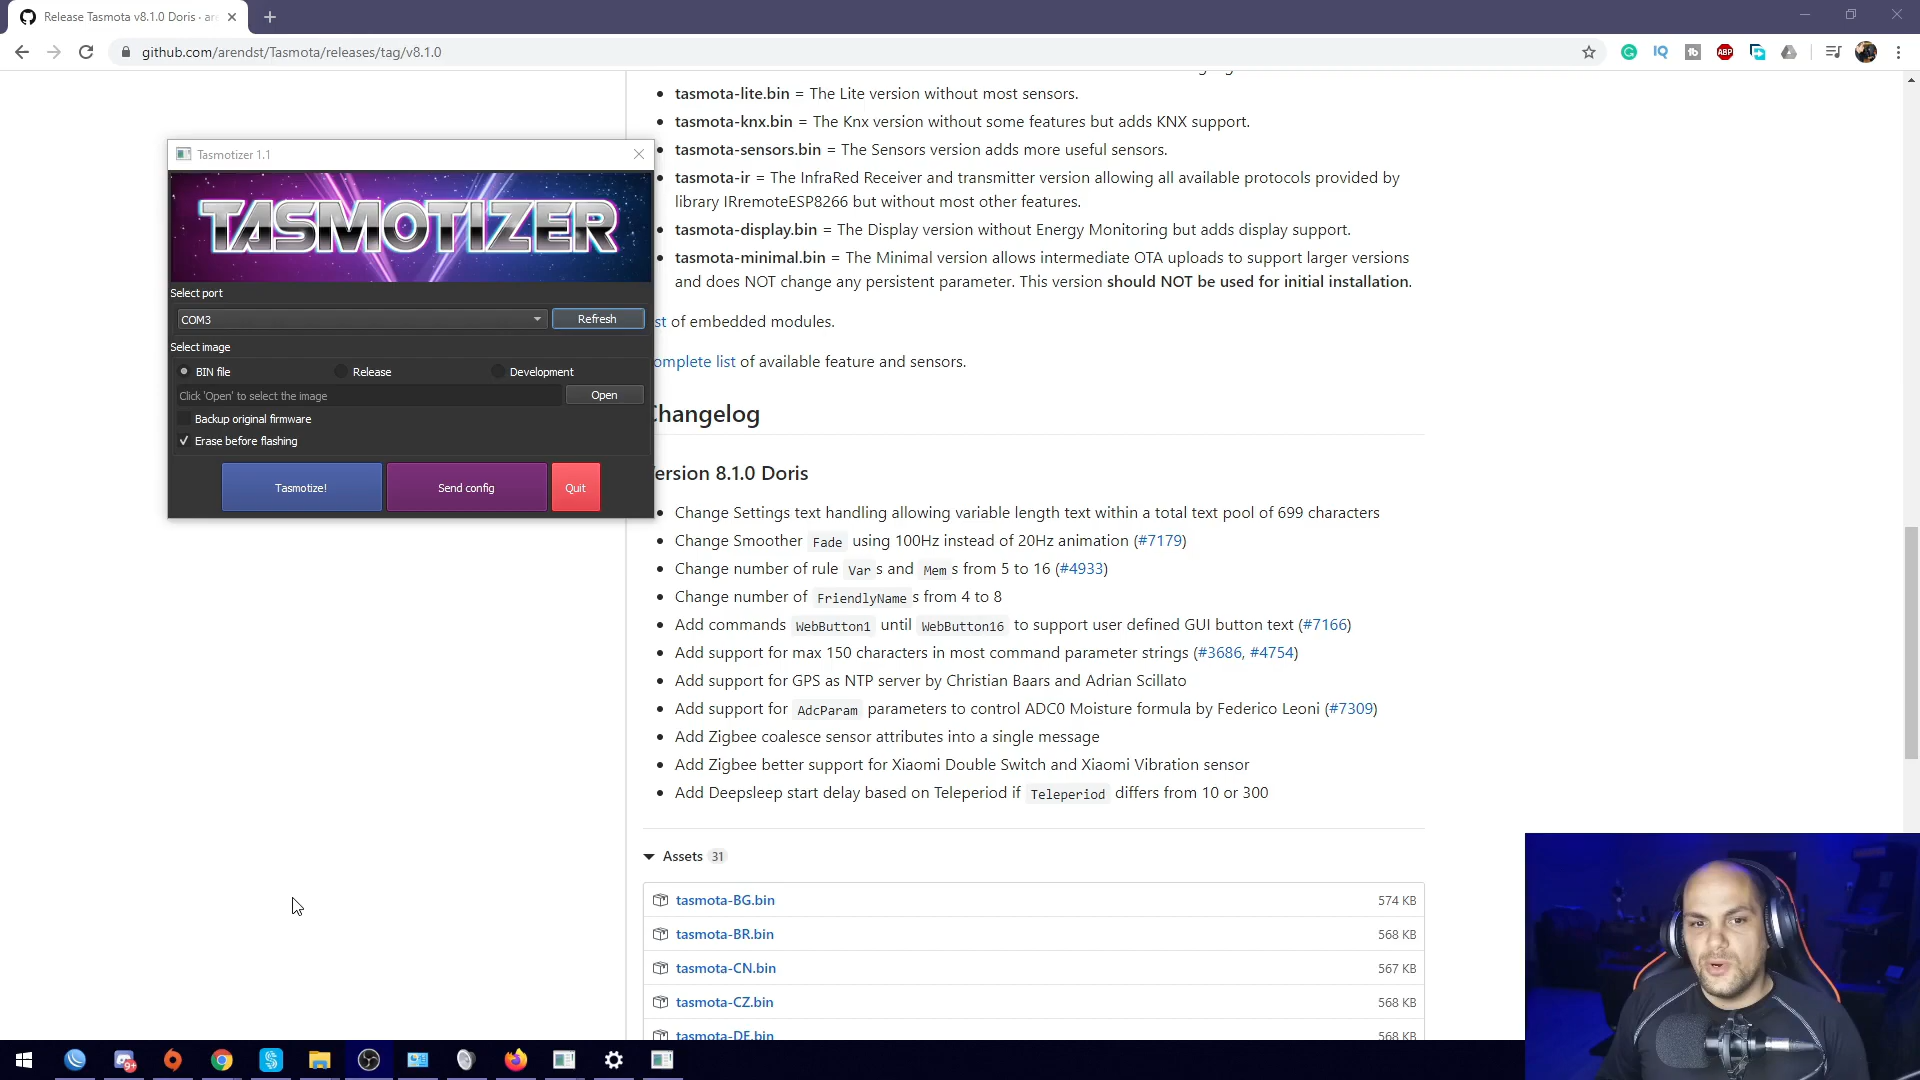 Release Tasmota v8.1.0 Doris · are
github.com/arendst/Tasmota/releases/tag/v8.1.0
tasmota-lite.bin = The Lite version without most sensors.
tasmota-knx.bin = The Knx version without some features but adds KNX support.
tasmota-sensors.bin = The Sensors version adds more useful sensors.
tasmota-ir = The InfraRed Receiver and transmitter version allowing all available protocols provided by
library IRremoteESP8266 but without most other features.
tasmota-display.bin = The Display version without Energy Monitoring but adds display support.
tasmota-minimal.bin = The Minimal version allows intermediate OTA uploads to support larger versions
and does NOT change any persistent parameter. This version should NOT be used for initial installation.
st of embedded modules.
omplete list of available feature and sensors.
Changelog
ersion 8.1.0 Doris
Change Settings text handling allowing variable length text within a total text pool of 699 characters
Change Smoother Fade using 100Hz instead of 20Hz animation (#7179)
Change number of rule Var s and Mem s from 5 to 16 (#4933)
Change number of FriendlyName s from 4 to 8
Add commands WebButton1 until WebButton16 to support user defined GUI button text (#7166)
Add support for max 150 characters in most command parameter strings (#3686, #4754)
Add support for GPS as NTP server by Christian Baars and Adrian Scillato
Add support for AdcParam parameters to control ADC0 Moisture formula by Federico Leoni (#7309)
Add Zigbee coalesce sensor attributes into a single message
Add Zigbee better support for Xiaomi Double Switch and Xiaomi Vibration sensor
Add Deepsleep start delay based on Teleperiod if Teleperiod differs from 10 or 300
Assets 31
tasmota-BG.bin 574 KB
tasmota-BR.bin 568 KB
tasmota-CN.bin 567 KB
tasmota-CZ.bin 568 KB
tasmota-DE.bin 568 KB
Tasmotizer 1.1
TASMOTIZER
Select port
COM3 Refresh
Select image
BIN file Release Development
Click 'Open' to select the image Open
Backup original firmware
Erase before flashing
Tasmotize! Send config Quit
IQ
ABP
9+